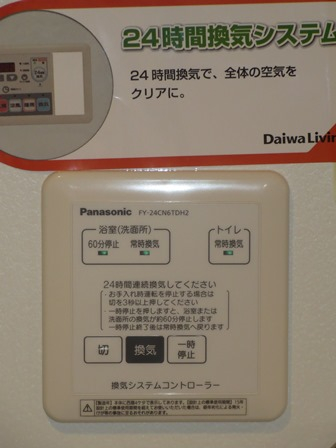 24時間換気システム
24時間換気で、全体の空気を
クリアに。
Daiwa Livin
Panasonic FY-24CN6TDH2
浴室(洗面所)
トイレ
60分停止 常時換気
常時換気
24時間連続換気してください
お手入れ時運転を停止する場合は
切を3秒以上押してください
一時停止を押しますと、浴室または
洗面所の換気が約60分停止します
一時停止終了後は常時換気へ戻ります
切
換気
一時
停止
換気システムコントローラー